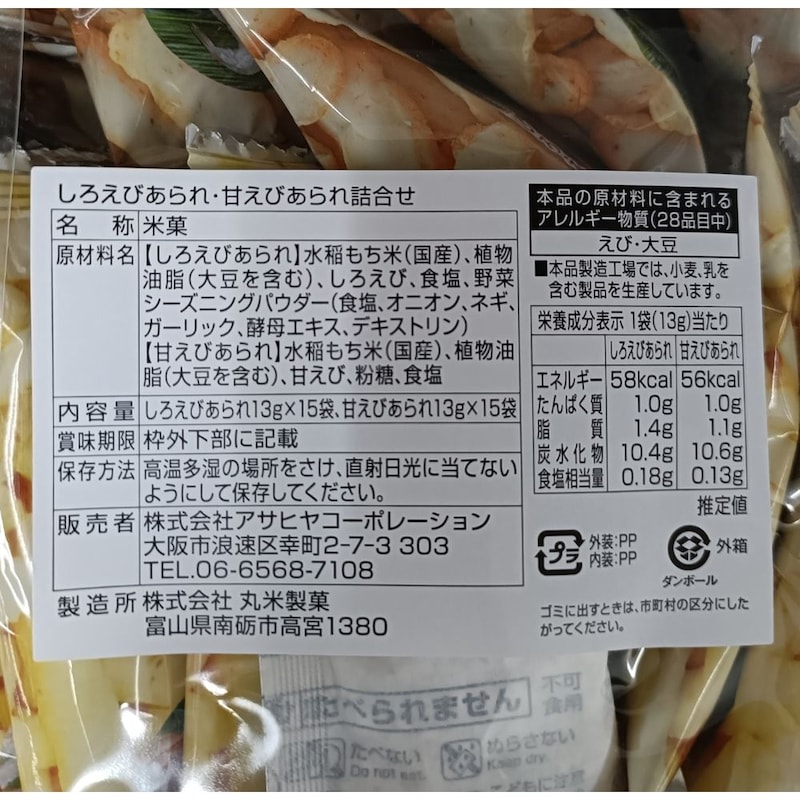 しろえびあられ・甘えびあられ詰合せ
名称 米菓
原材料名 【しろえびあられ】水稲もち米(国産)、植物
油脂(大豆を含む)、しろえび、食塩、野菜
シーズニングパウダー(食塩、オニオン、ネギ、
ガーリック、酵母エキス、デキストリン)
【甘えびあられ】水稲もち米(国産)、植物油
脂(大豆を含む)、甘えび、粉糖、食塩
内容量 しろえびあられ13g×15袋、甘えびあられ13g×15袋
賞味期限 枠外下部に記載
保存方法 高温多湿の場所をさけ、直射日光に当てない
ようにして保存してください。
販売者 株式会社アサヒヤコーポレーション
大阪市浪速区幸町2-7-3 303
TEL.06-6568-7108
製造所 株式会社 丸米製菓
富山県南砺市高宮1380
本品の原材料に含まれる
アレルギー物質(28品目中)
えび・大豆
■本品製造工場では、小麦、乳を
含む製品を生産しています。
栄養成分表示 1袋(13g)当たり
しろえびあられ 甘えびあられ
エネルギー 58kcal 56kcal
たんぱく質 1.0g 1.0g
脂質 1.4g 1.1g
炭水化物 10.4g 10.6g
食塩相当量 0.18g 0.13g
推定値
プラ 外装:PP
内装:PP
外箱
ダンボール
ゴミに出すときは、市町村の区分にした
がってください。
べられません
不可
食用
たべない
Do not eat.
ぬらさない
Keep dry.
こどもに注意